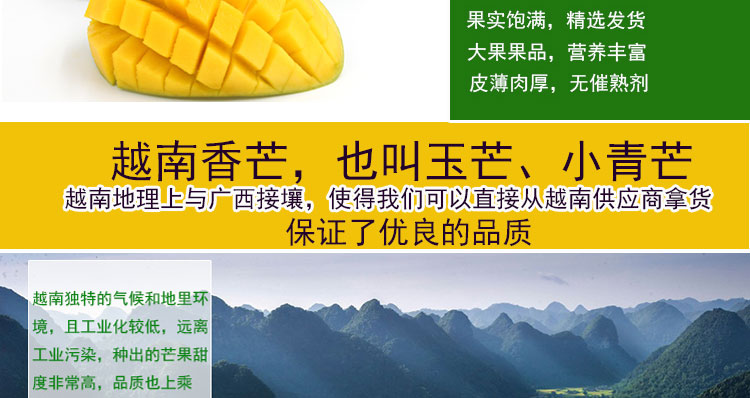 果实饱满，精选发货
大果果品，营养丰富
皮薄肉厚，无催熟剂
越南香芒，也叫玉芒、小青芒
越南地理上与广西接壤，使得我们可以直接从越南供应商拿货
保证了优良的品质
越南独特的气候和地里环
境，且工业化较低，远离
工业污染，种出的芒果甜
度非常高，品质也上乘